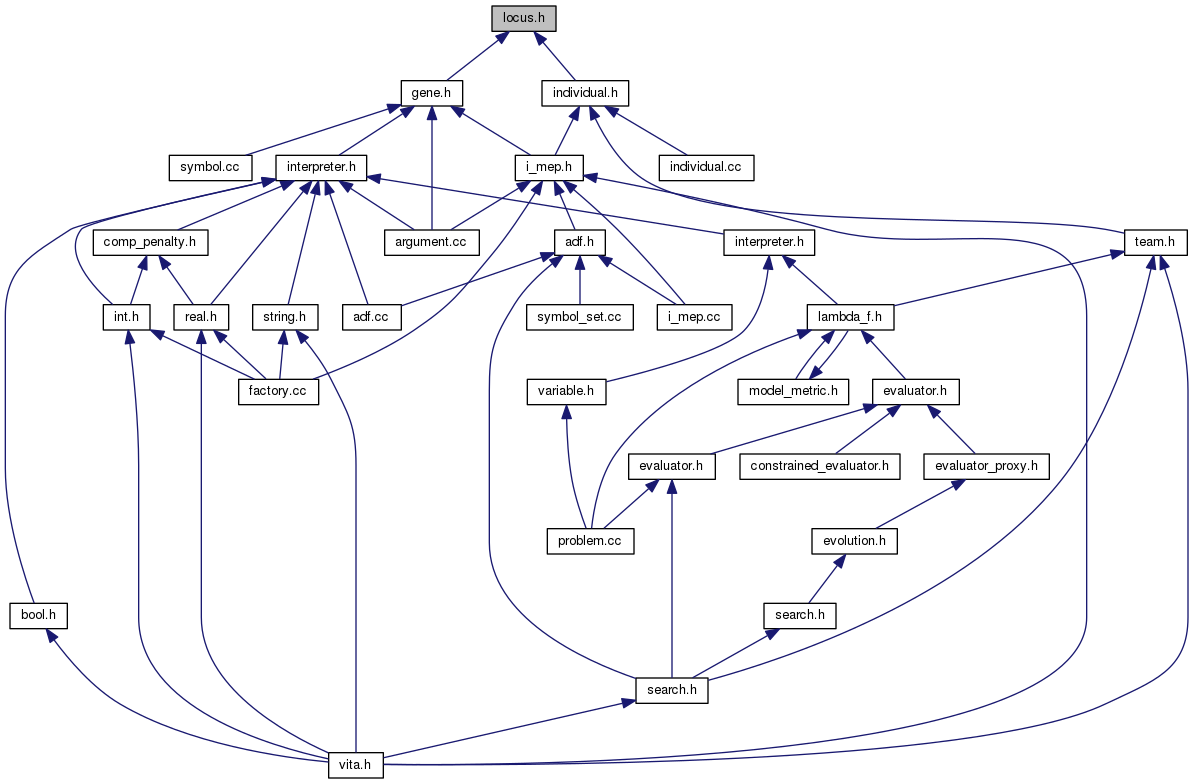 locus.h
gene.h
individual.h
symbol.cc
interpreter.h
i_mep.h
individual.cc
comp_penalty.h
argument.cc
adf.h
interpreter.h
team.h
int.h
real.h
string.h
adf.cc
symbol_set.cc
i_mep.cc
lambda_f.h
factory.cc
variable.h
model_metric.h
evaluator.h
evaluator.h
constrained_evaluator.h
evaluator_proxy.h
problem.cc
evolution.h
bool.h
search.h
search.h
vita.h